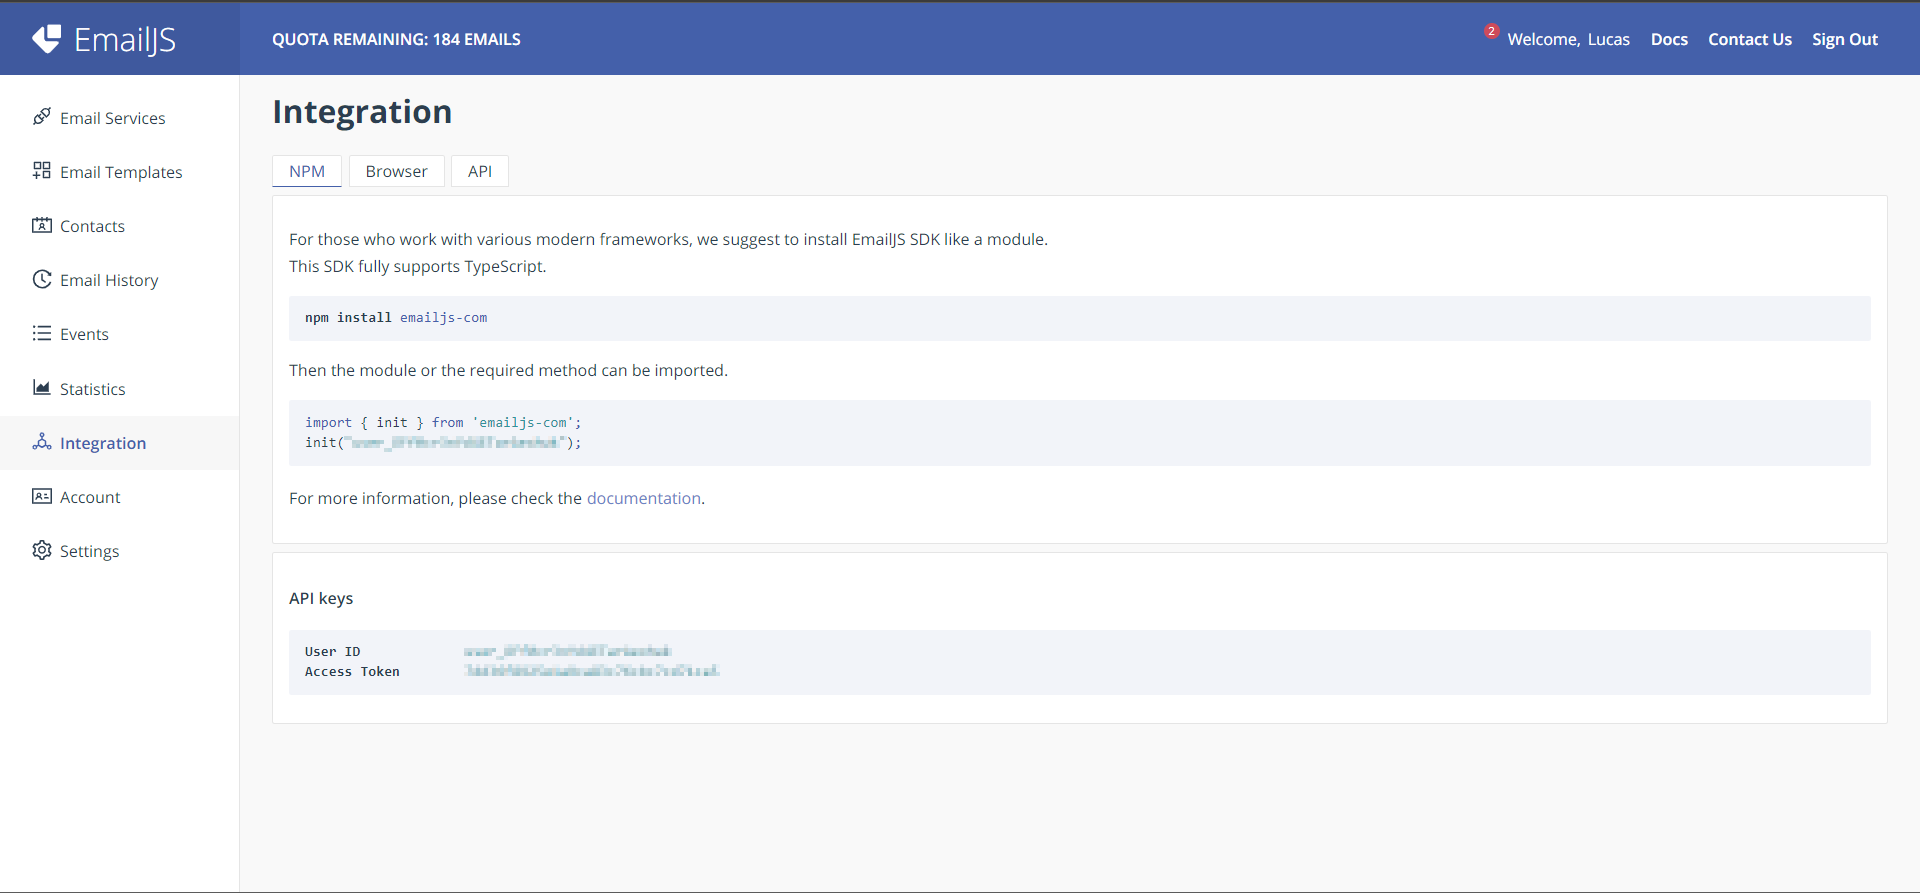 EmailJS
QUOTA REMAINING: 184 EMAILS
2
Welcome, Lucas
Docs
Contact Us
Sign Out
Email Services
Email Templates
Contacts
Email History
Events
Statistics
Integration
Account
Settings
Integration
NPM
Browser
API
For those who work with various modern frameworks, we suggest to install EmailJS SDK like a module.
This SDK fully supports TypeScript.
npm install emailjs-com
Then the module or the required method can be imported.
import { init } from 'emailjs-com';
init("");
For more information, please check the documentation.
API keys
User ID
Access Token